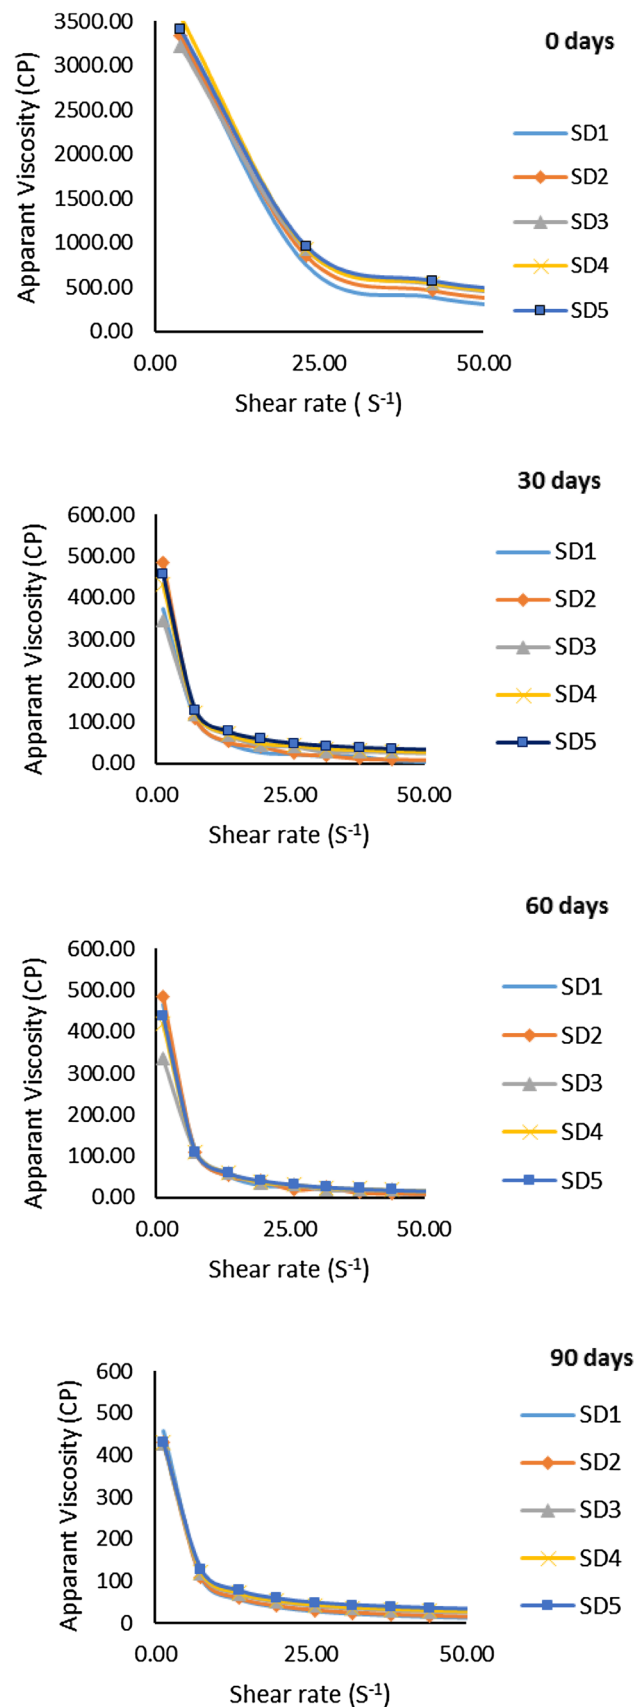 0 days
Apparant Viscosity (CP)
3500.00
3000.00
2500.00
2000.00
1500.00
1000.00
500.00
0.00
0.00 25.00 50.00
Shear rate ( S-1)
SD1
SD2
SD3
SD4
SD5
30 days
Apparant Viscosity (CP)
600.00
500.00
400.00
300.00
200.00
100.00
0.00
0.00 25.00 50.00
Shear rate (S-1)
SD1
SD2
SD3
SD4
SD5
60 days
Apparant Viscosity (CP)
600.00
500.00
400.00
300.00
200.00
100.00
0.00
0.00 25.00 50.00
Shear rate (S-1)
SD1
SD2
SD3
SD4
SD5
90 days
Apparant Viscosity (CP)
600
500
400
300
200
100
0
0.00 25.00 50.00
Shear rate (S-1)
SD1
SD2
SD3
SD4
SD5